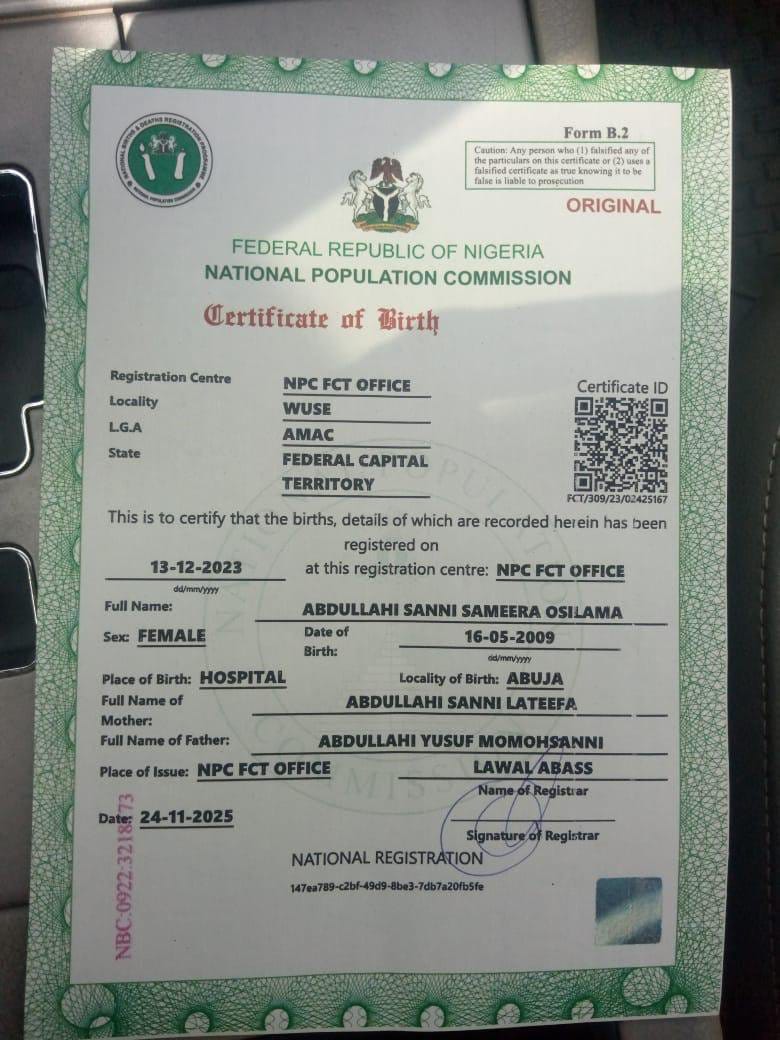 NATIONAL BIRTHS & DEATHS REGISTRATION PROGRAMME
NATIONAL POPULATION COMMISSION
Form B.2
Caution: Any person who (1) falsified any of
the particulars on this certificate or (2) uses a
falsified certificate as true knowing it to be
false is liable to prosecution
ORIGINAL
FEDERAL REPUBLIC OF NIGERIA
NATIONAL POPULATION COMMISSION
Certificate of Birth
Registration Centre NPC FCT OFFICE
Certificate ID
Locality WUSE
L.G.A AMAC
State FEDERAL CAPITAL
TERRITORY
FCT/309/23/02425167
This is to certify that the births, details of which are recorded herein has been
registered on
13-12-2023 at this registration centre: NPC FCT OFFICE
dd/mm/yyyy
Full Name: ABDULLAHI SANNI SAMEERA OSILAMA
Sex: FEMALE Date of Birth: 16-05-2009
dd/mm/yyyy
Place of Birth: HOSPITAL Locality of Birth: ABUJA
Full Name of Mother: ABDULLAHI SANNI LATEEFA
Full Name of Father: ABDULLAHI YUSUF MOMOHSANNI
Place of Issue: NPC FCT OFFICE LAWAL ABASS
Name of Registrar
Date: 24-11-2025
Signature of Registrar
NATIONAL REGISTRATION
147ea789-c2bf-49d9-8be3-7db7a20fb5fe